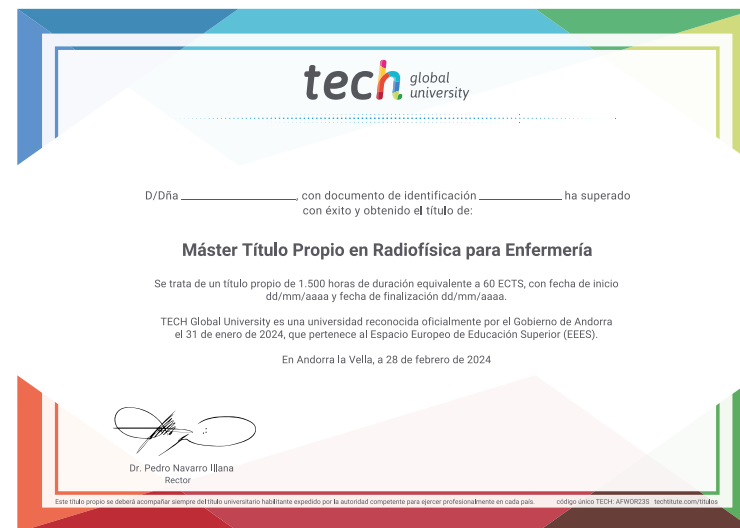 tech global
university
D/Dña ____________, con documento de identificación ____________ ha superado
con éxito y obtenido el título de:
Máster Título Propio en Radiofísica para Enfermería
Se trata de un título propio de 1.500 horas de duración equivalente a 60 ECTS, con fecha de inicio
dd/mm/aaaa y fecha de finalización dd/mm/aaaa.
TECH Global University es una universidad reconocida oficialmente por el Gobierno de Andorra
el 31 de enero de 2024, que pertenece al Espacio Europeo de Educación Superior (EEES).
En Andorra la Vella, a 28 de febrero de 2024
Dr. Pedro Navarro Illana
Rector
Este título propio se deberá acompañar siempre del título universitario habilitante expedido por la autoridad competente para ejercer profesionalmente en cada país. código único TECH: AFWOR23S techtitute.com/titulos